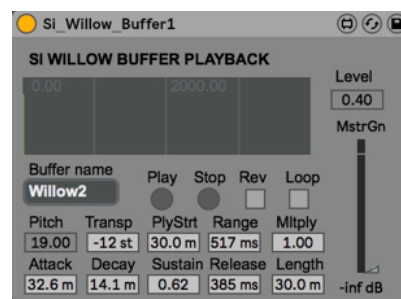 Si_Willow_Buffer1
SI WILLOW BUFFER PLAYBACK
0.00 2000.00
Level
0.40
MstrGn
Buffer name
Willow2
Play Stop Rev Loop
Pitch Transp PlyStrt Range Mltply
19.00 -12 st 30.0 m 517 ms 1.00
Attack Decay Sustain Release Length
32.6 m 14.1 m 0.62 385 ms 30.0 m
-inf dB